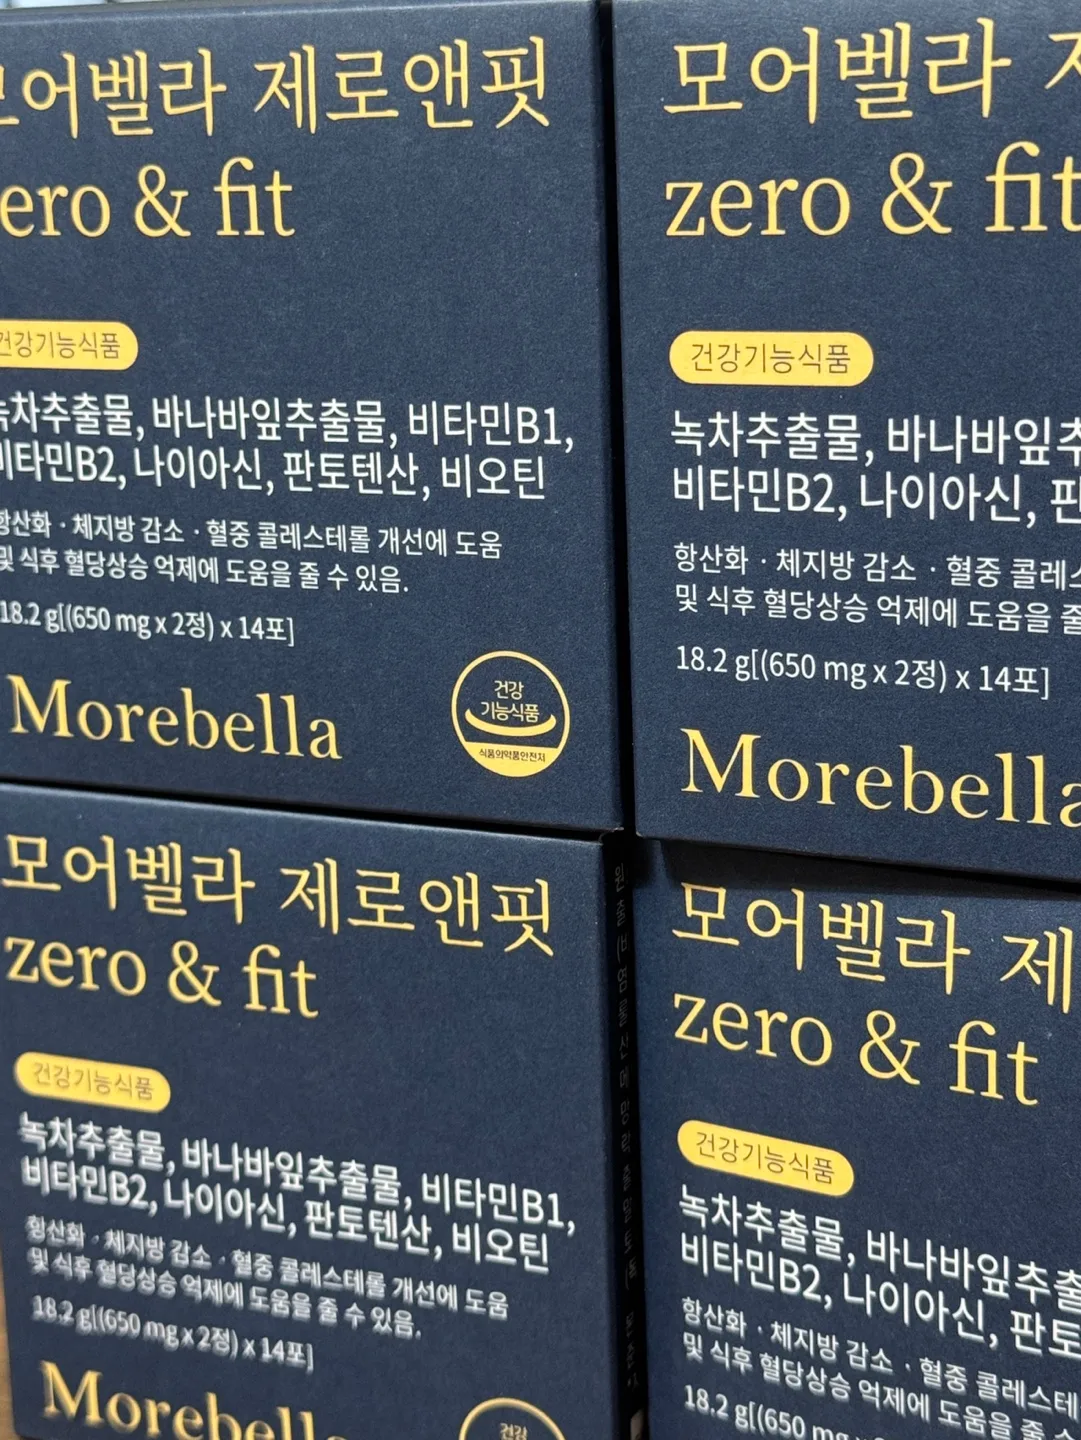 모어벨라 제로앤핏
ero & fit
건강기능식품
녹차추출물, 바나바잎추출물, 비타민B1,
비타민B2, 나이아신, 판토텐산, 비오틴
항산화 · 체지방 감소 · 혈중 콜레스테롤 개선에 도움
및 식후 혈당상승 억제에 도움을 줄 수 있음.
18.2 g[(650 mg x 2정) x 14포]
Morebella
건강
기능식품
식품의약품안전처
모어벨라
zero & fit
건강기능식품
녹차추출물, 바나바잎추
비타민B2, 나이아신, 판
항산화 · 체지방 감소 · 혈중 콜레스
및 식후 혈당상승 억제에 도움을 줄
18.2 g[(650 mg x 2정) x 14포]
Morebella
모어벨라 제로앤핏
zero & fit
건강기능식품
녹차추출물, 바나바잎추출물, 비타민B1,
비타민B2, 나이아신, 판토텐산, 비오틴
항산화 · 체지방 감소 · 혈중 콜레스테롤 개선에 도움
및 식후 혈당상승 억제에 도움을 줄 수 있음.
18.2 g[(650 mg x 2정) x 14포]
Morebella
건강
모어벨라 제
zero & fit
건강기능식품
녹차추출물, 바나바잎추출
비타민B2, 나이아신, 판토
항산화 · 체지방 감소 · 혈중 콜레스테
및 식후 혈당상승 억제에 도움을 줄 수
18.2 g[(650 mg x